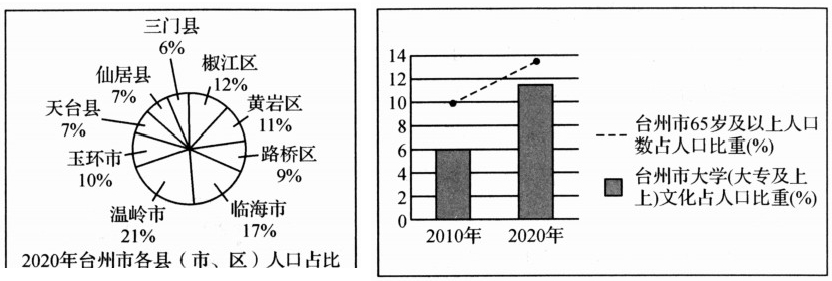 三门县
6%
椒江区
12%
仙居县
7%
黄岩区
11%
天台县
7%
路桥区
9%
玉环市
10%
临海市
17%
温岭市
21%
2020年台州市各县（市、区）人口占比
14
12
10
8
6
4
2
0
2010年 2020年
台州市65岁及以上人口
数占人口比重(%)
台州市大学(大专及上
上)文化占人口比重(%)